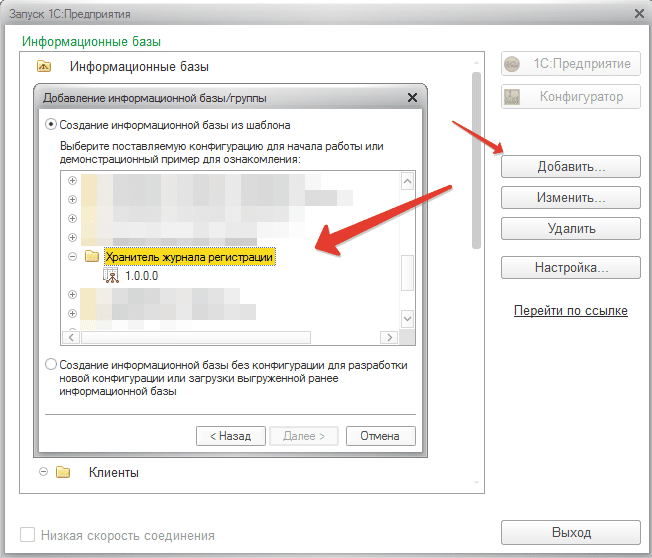 Запуск 1С:Предприятия
Информационные базы
Информационные базы
1С:Предприятие
Конфигуратор
Добавление информационной базы/группы
Создание информационной базы из шаблона
Выберите поставляемую конфигурацию для начала работы или
демонстрационный пример для ознакомления:
Хранитель журнала регистрации
1.0.0.0
Создание информационной базы без конфигурации для разработки
новой конфигурации или загрузки выгруженной ранее
информационной базы
< Назад
Далее >
Отмена
Клиенты
Добавить...
Изменить...
Удалить
Настройка...
Перейти по ссылке
Низкая скорость соединения
Выход